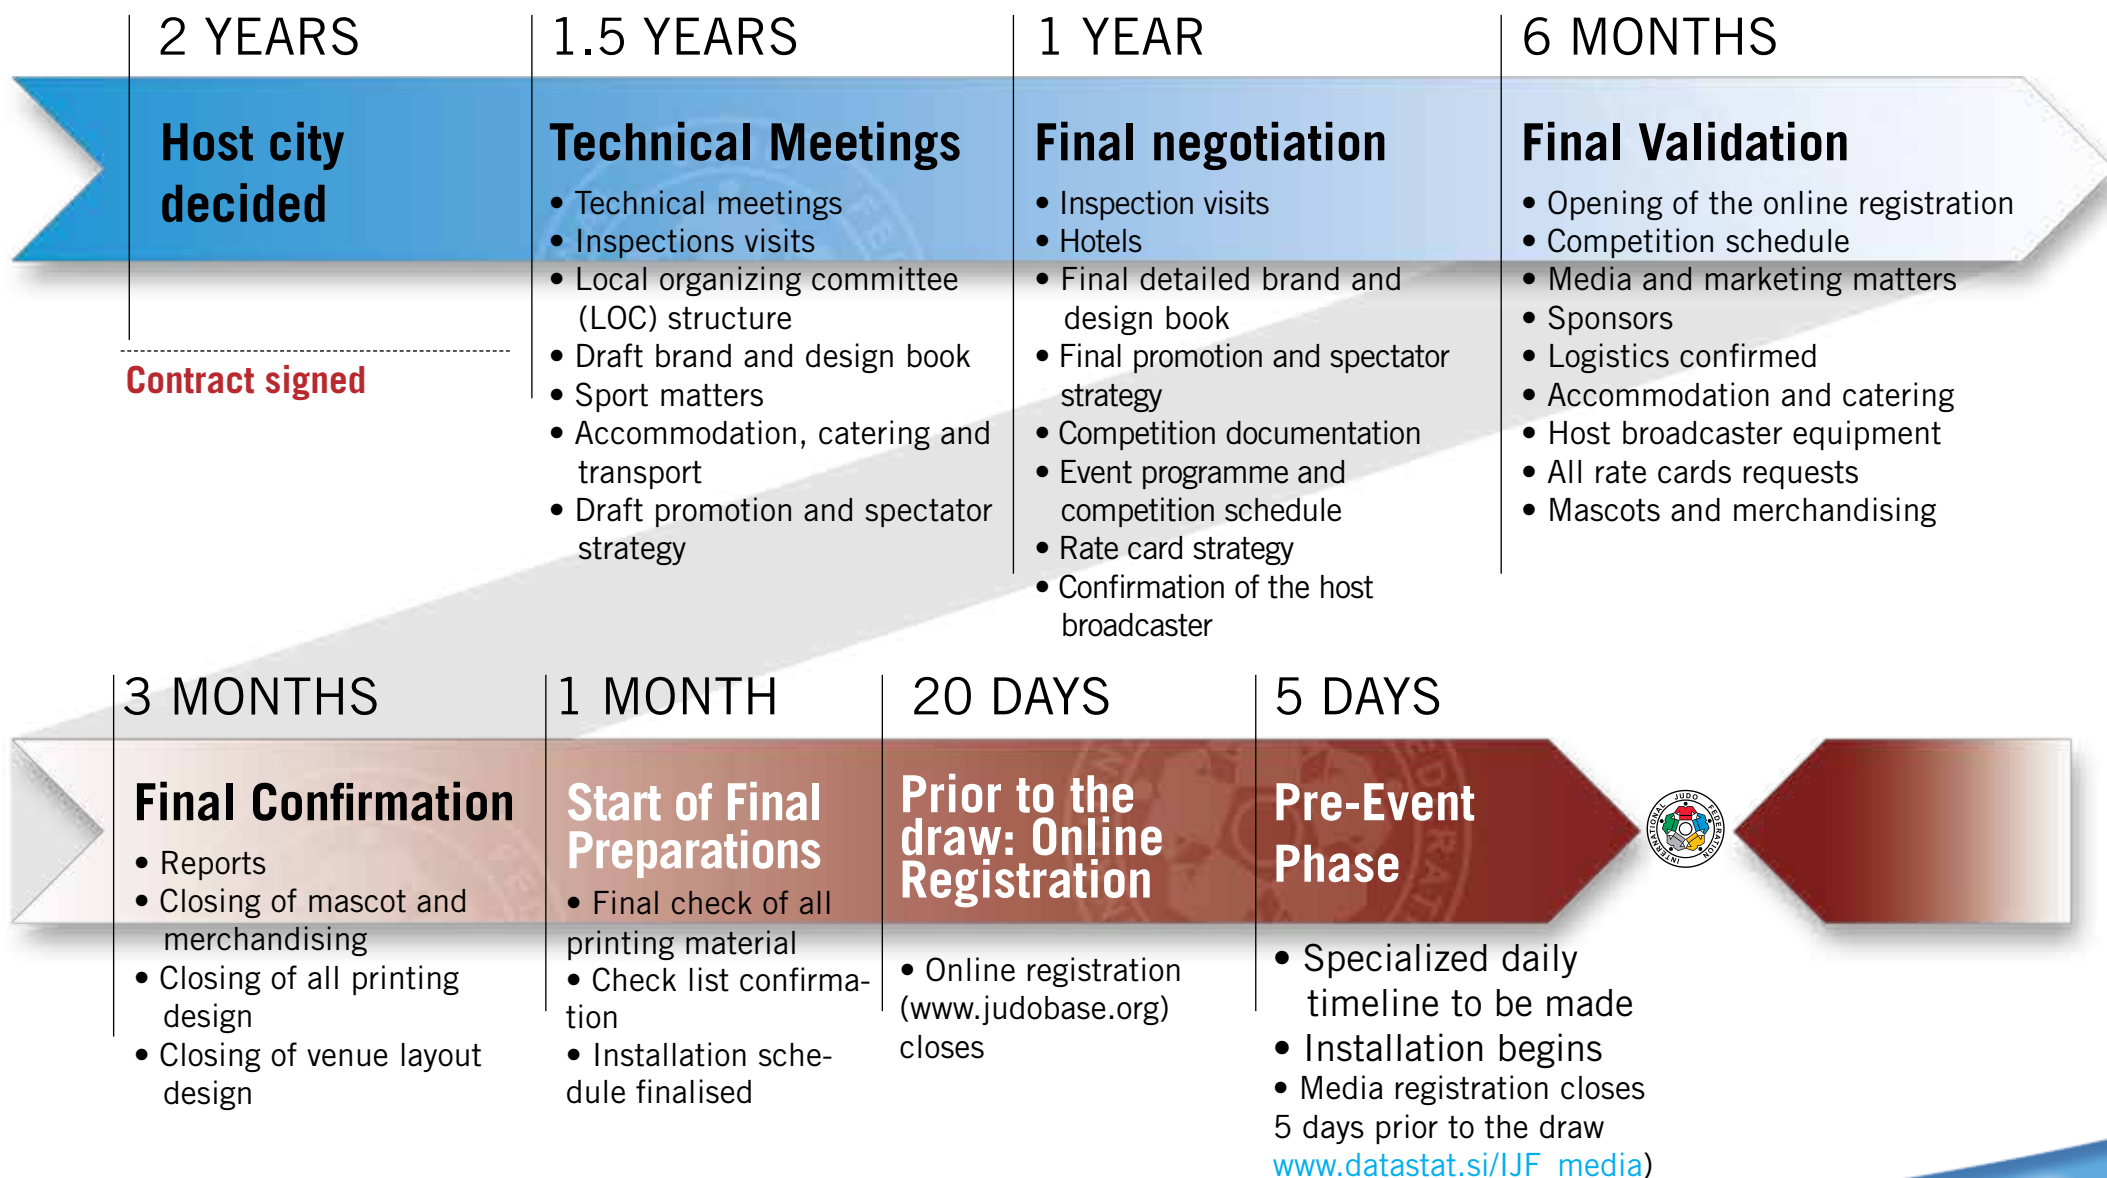 2 YEARS
Host city
decided
Contract signed
1.5 YEARS
Technical Meetings
• Technical meetings
• Inspections visits
• Local organizing committee
(LOC) structure
• Draft brand and design book
• Sport matters
• Accommodation, catering and
transport
• Draft promotion and spectator
strategy
1 YEAR
Final negotiation
• Inspection visits
• Hotels
• Final detailed brand and
design book
• Final promotion and spectator
strategy
• Competition documentation
• Event programme and
competition schedule
• Rate card strategy
• Confirmation of the host
broadcaster
6 MONTHS
Final Validation
• Opening of the online registration
• Competition schedule
• Media and marketing matters
• Sponsors
• Logistics confirmed
• Accommodation and catering
• Host broadcaster equipment
• All rate cards requests
• Mascots and merchandising
3 MONTHS
Final Confirmation
• Reports
• Closing of mascot and
merchandising
• Closing of all printing
design
• Closing of venue layout
design
1 MONTH
Start of Final
Preparations
• Final check of all
printing material
• Check list confirma-
tion
• Installation sche-
dule finalised
20 DAYS
Prior to the
draw: Online
Registration
• Online registration
(www.judobase.org)
closes
5 DAYS
Pre-Event
Phase
• Specialized daily
timeline to be made
• Installation begins
• Media registration closes
5 days prior to the draw
www.datastat.si/IJF media)
INTERNATIONAL JUDO FEDERATION